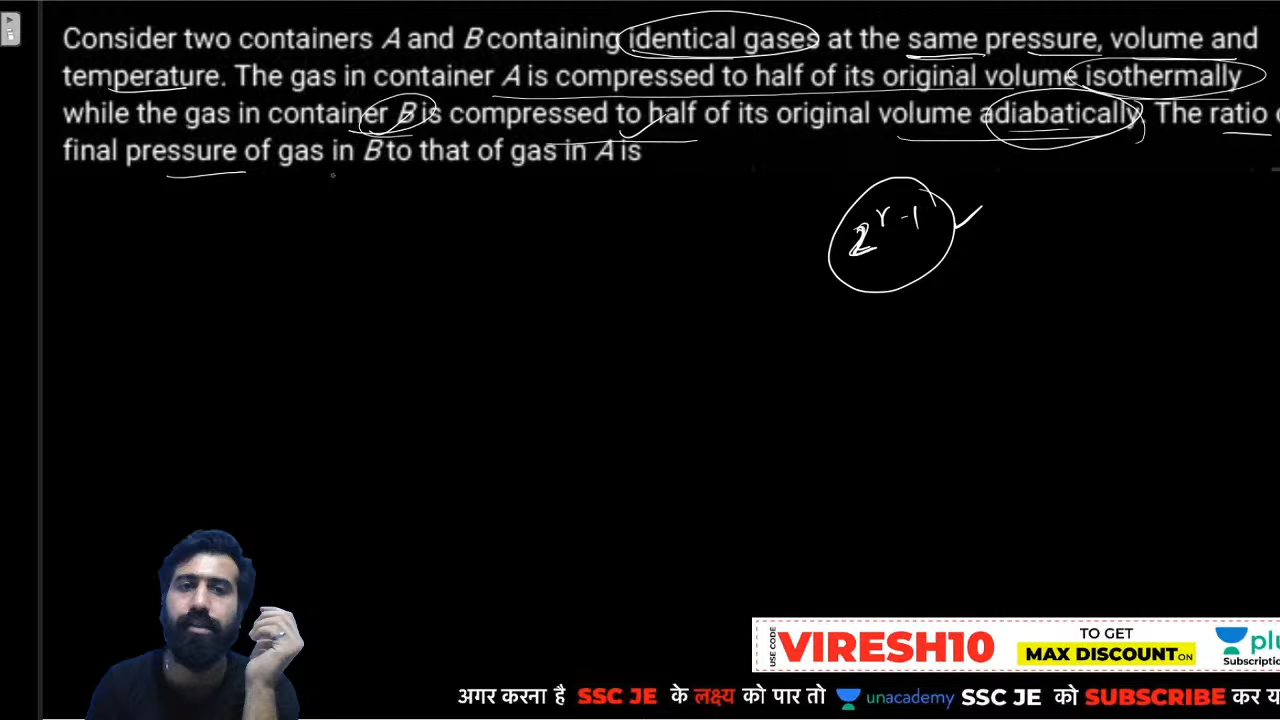 Consider two containers A and B containing identical gases at the same pressure, volume and
temperature. The gas in container A is compressed to half of its original volume isothermally
while the gas in container B is compressed to half of its original volume adiabatically. The ratio
final pressure of gas in B to that of gas in A is
2^γ-1
USE CODE VIRESH10 TO GET
MAX DISCOUNT ON
plu
Subscriptio
अगर करना है SSC JE के लक्ष्य को पार तो unacademy SSC JE को SUBSCRIBE कर य